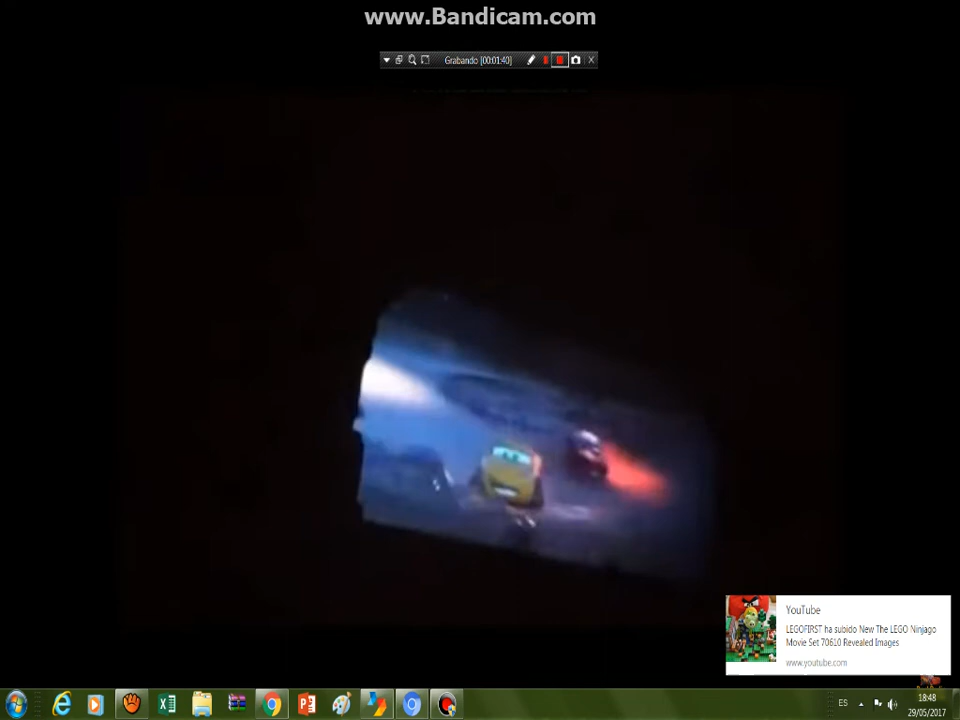 www.Bandicam.com
Grabando [00:01:40]
YouTube
LEGOFIRST ha subido New The LEGO Ninjago
Movie Set 70610 Revealed Images
www.youtube.com
ES
18:48
29/05/2017